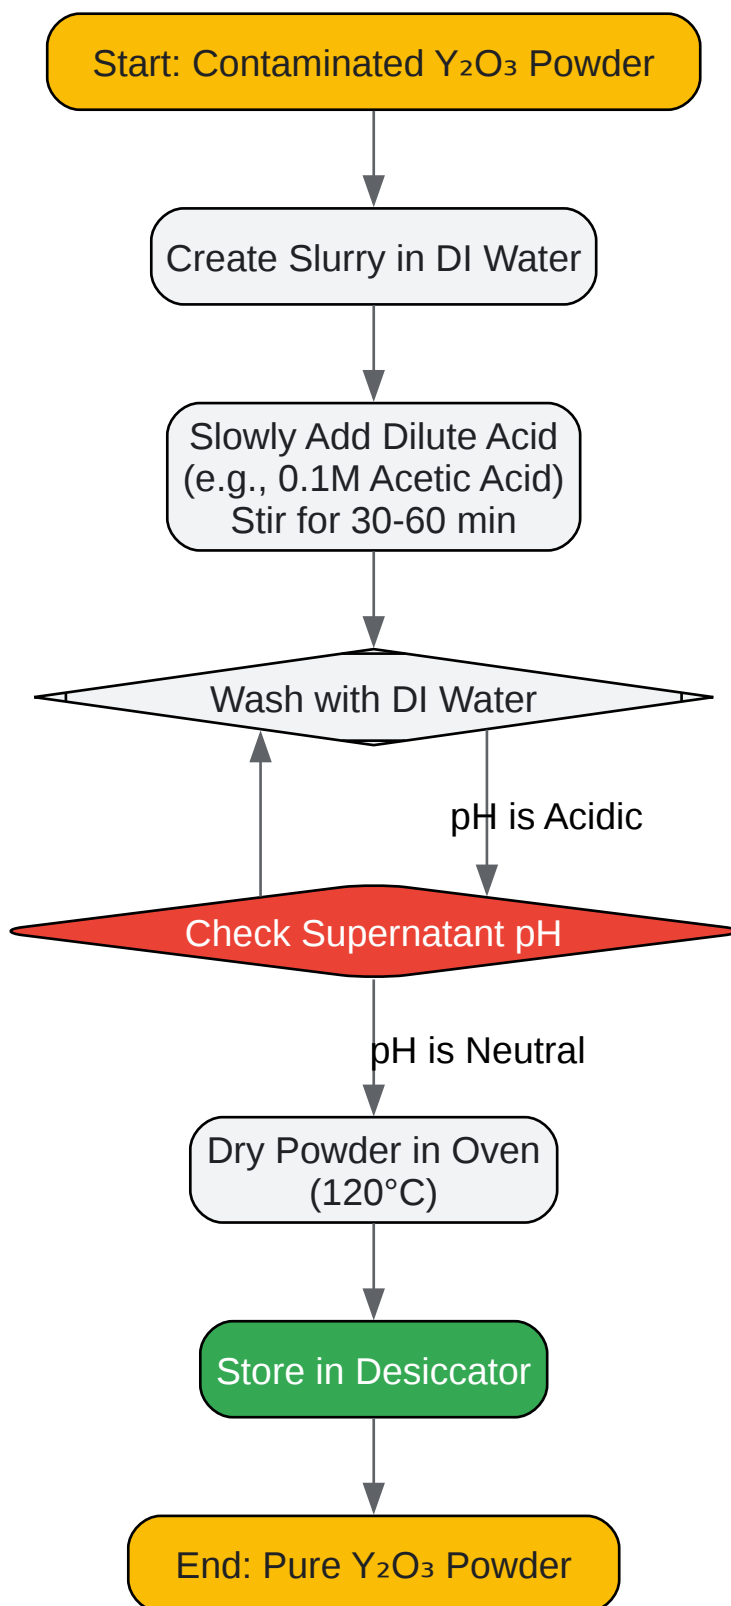 Start: Contaminated Y₂O₃ Powder
Create Slurry in DI Water
Slowly Add Dilute Acid
(e.g., 0.1M Acetic Acid)
Stir for 30-60 min
Wash with DI Water
pH is Acidic
Check Supernatant pH
pH is Neutral
Dry Powder in Oven
(120°C)
Store in Desiccator
End: Pure Y₂O₃ Powder